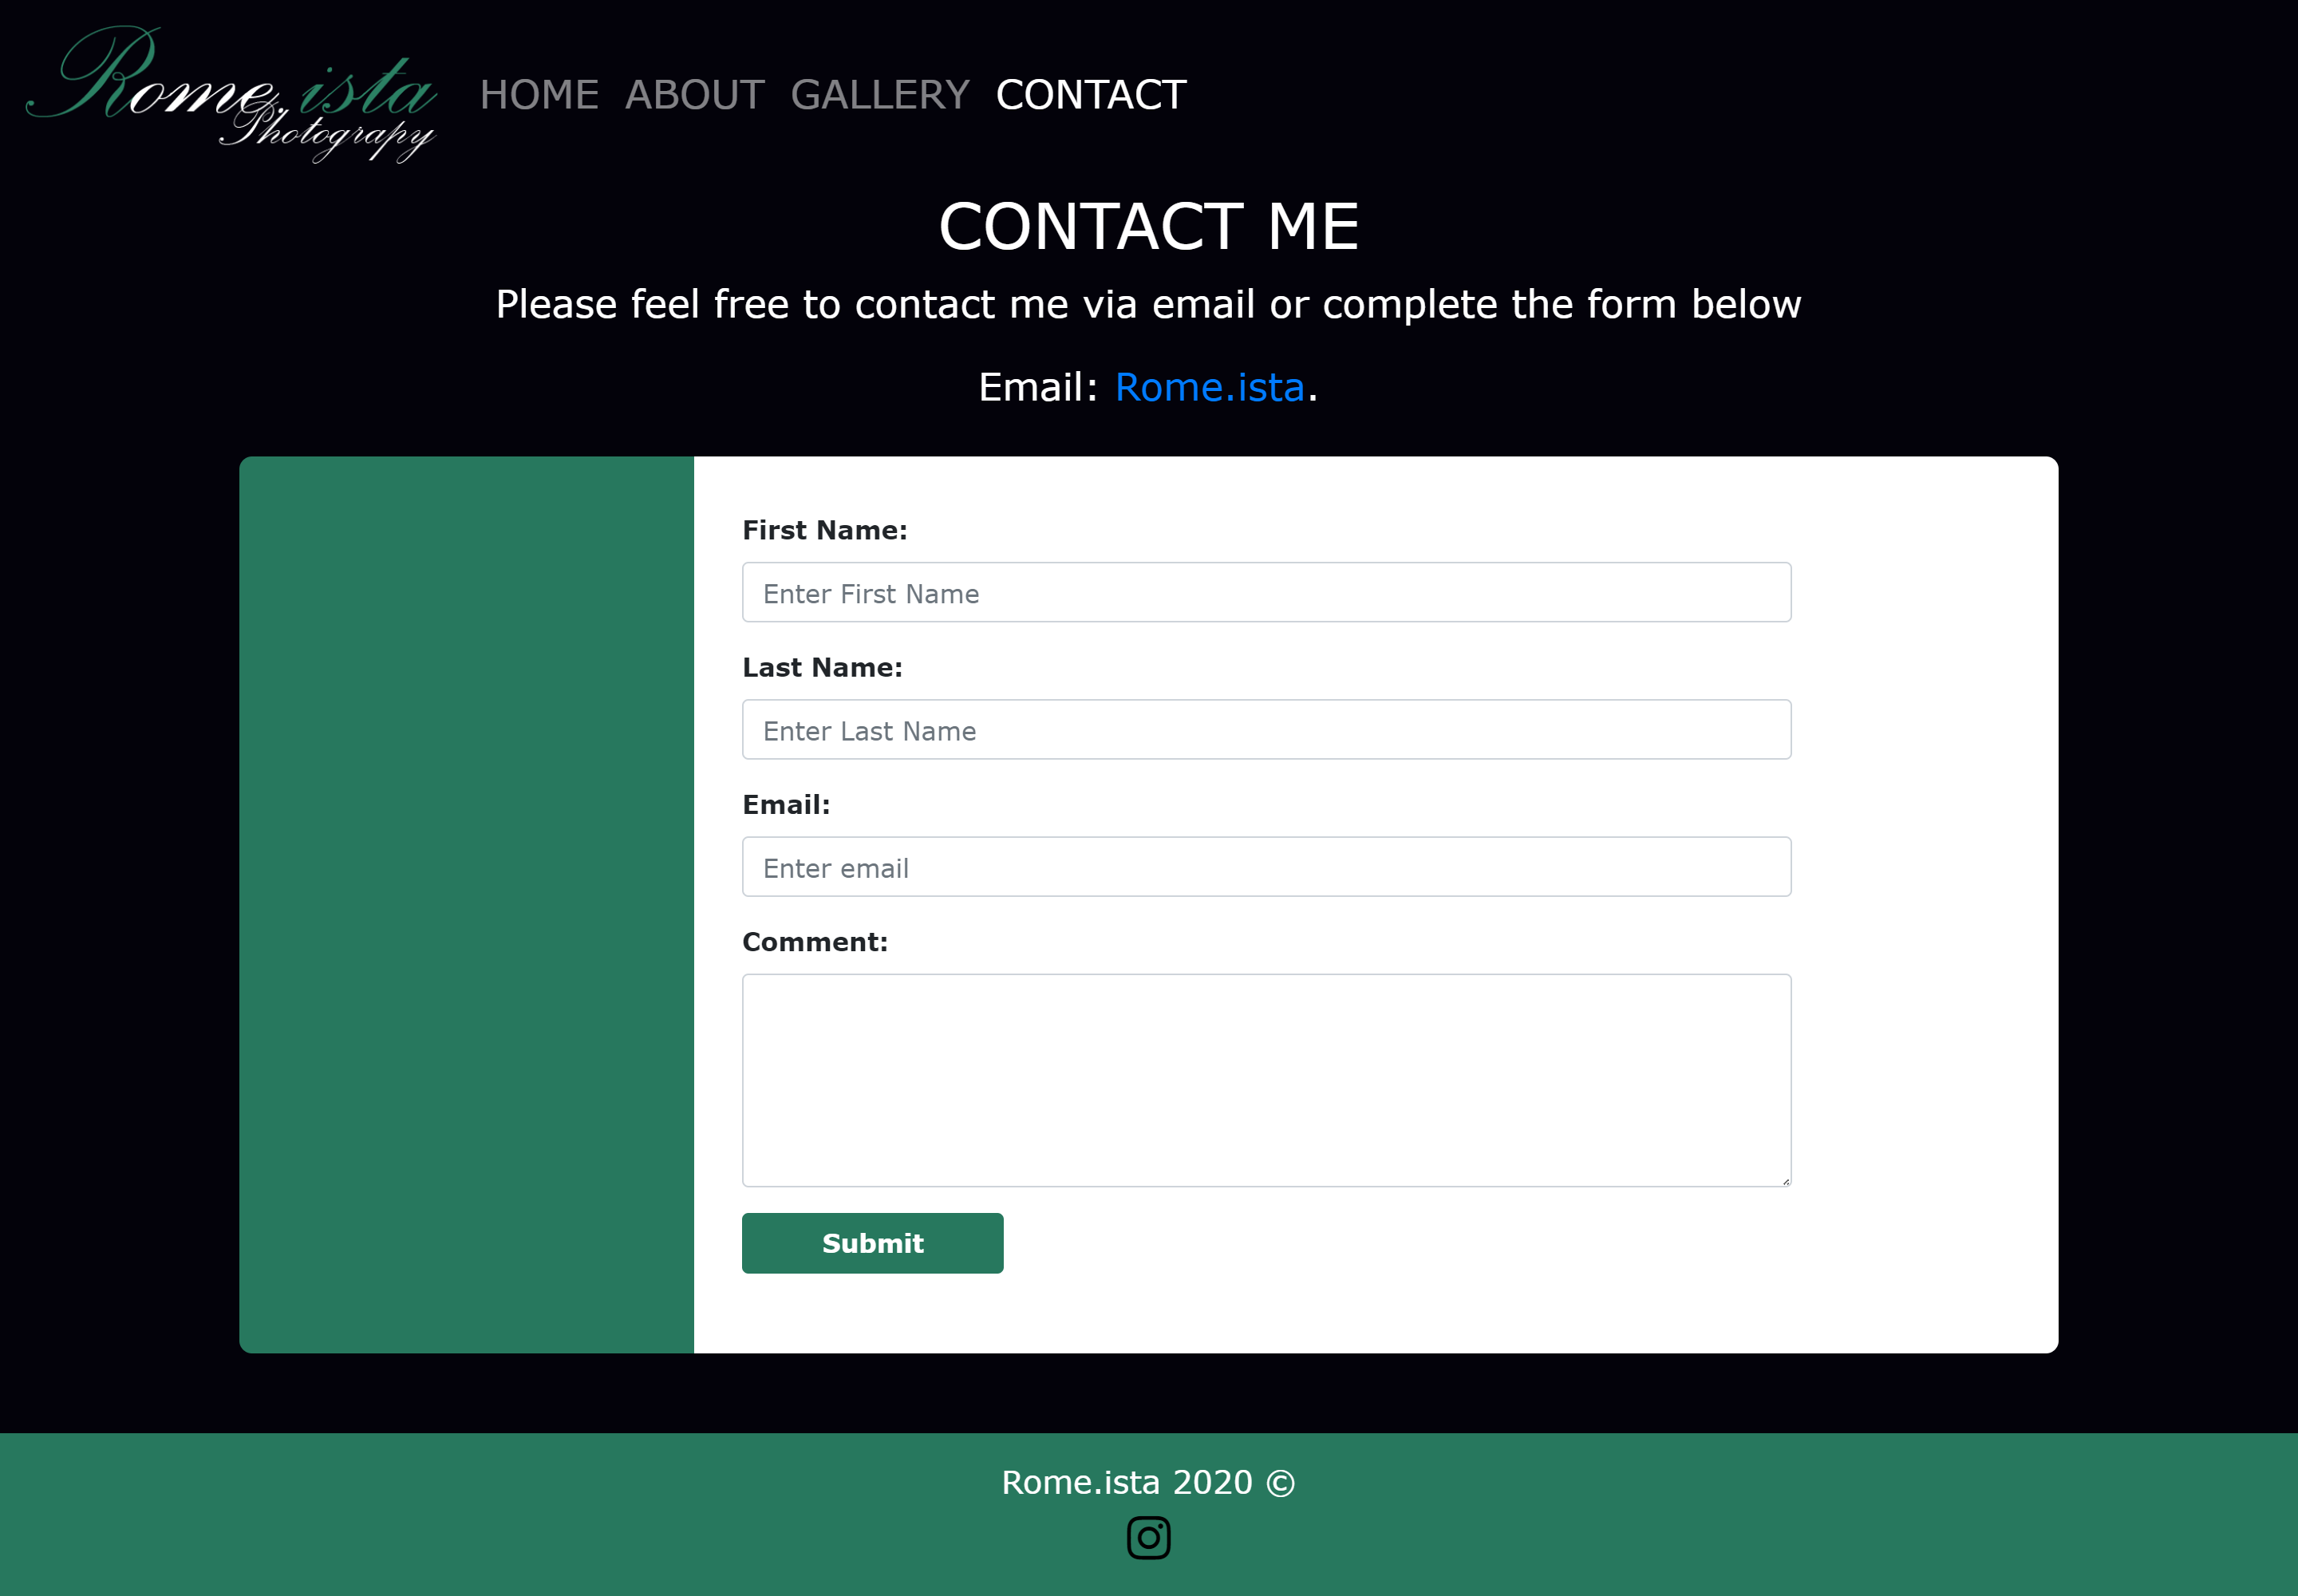 Rome.ista
Photograpy
HOME ABOUT GALLERY CONTACT
CONTACT ME
Please feel free to contact me via email or complete the form below
Email: Rome.ista.
First Name:
Enter First Name
Last Name:
Enter Last Name
Email:
Enter email
Comment:
Submit
Rome.ista 2020 ©